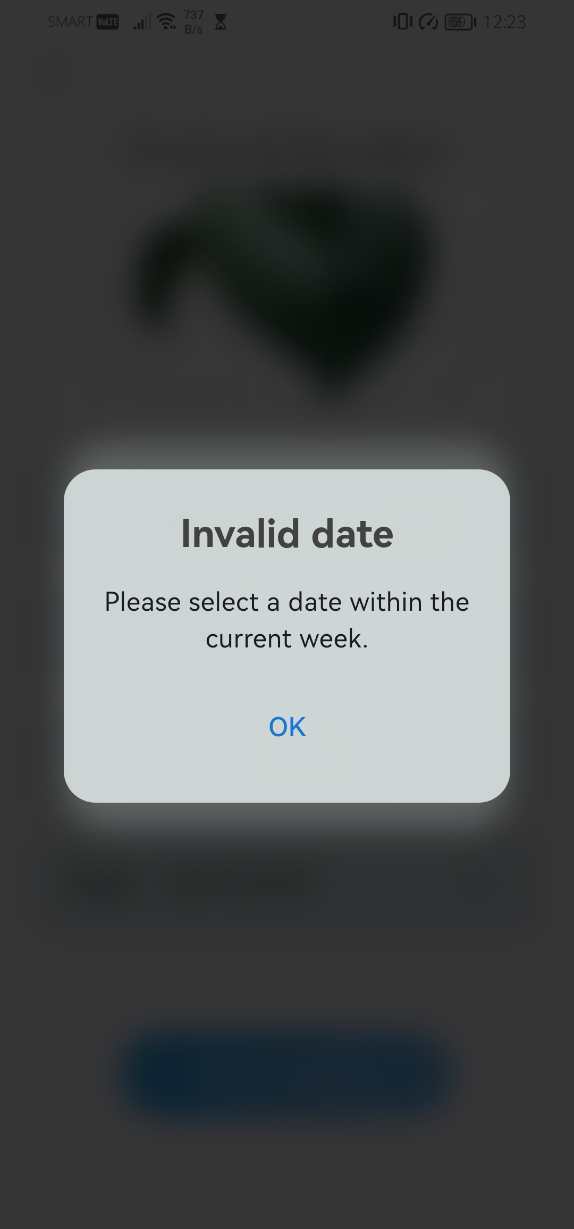 SMART VoLTE 737 B/s 59 12:23
Invalid date
Please select a date within the
current week.
OK